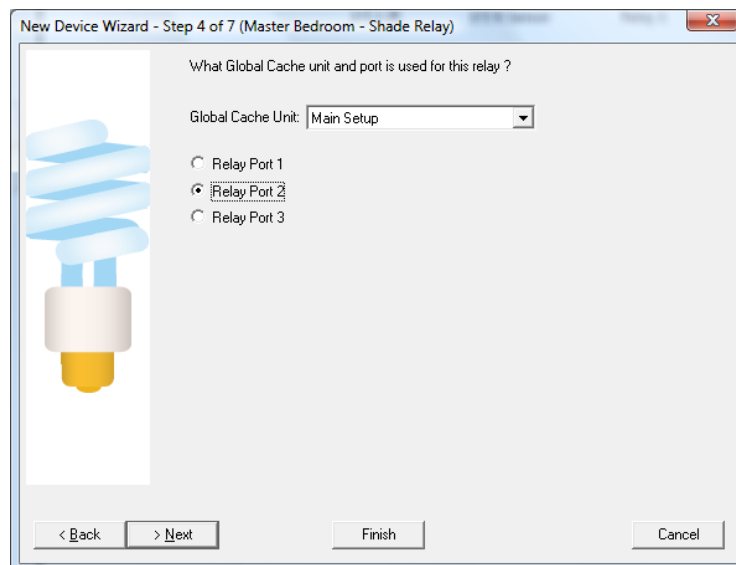 New Device Wizard - Step 4 of 7 (Master Bedroom - Shade Relay)
What Global Cache unit and port is used for this relay ?
Global Cache Unit: Main Setup
Relay Port 1
Relay Port 2
Relay Port 3
< Back > Next Finish Cancel